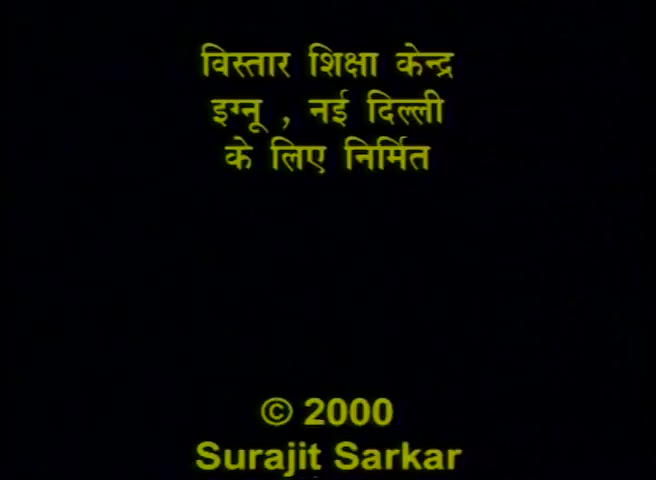 विस्तार शिक्षा केन्द्र
इग्नू , नई दिल्ली
के लिए निर्मित
© 2000
Surajit Sarkar